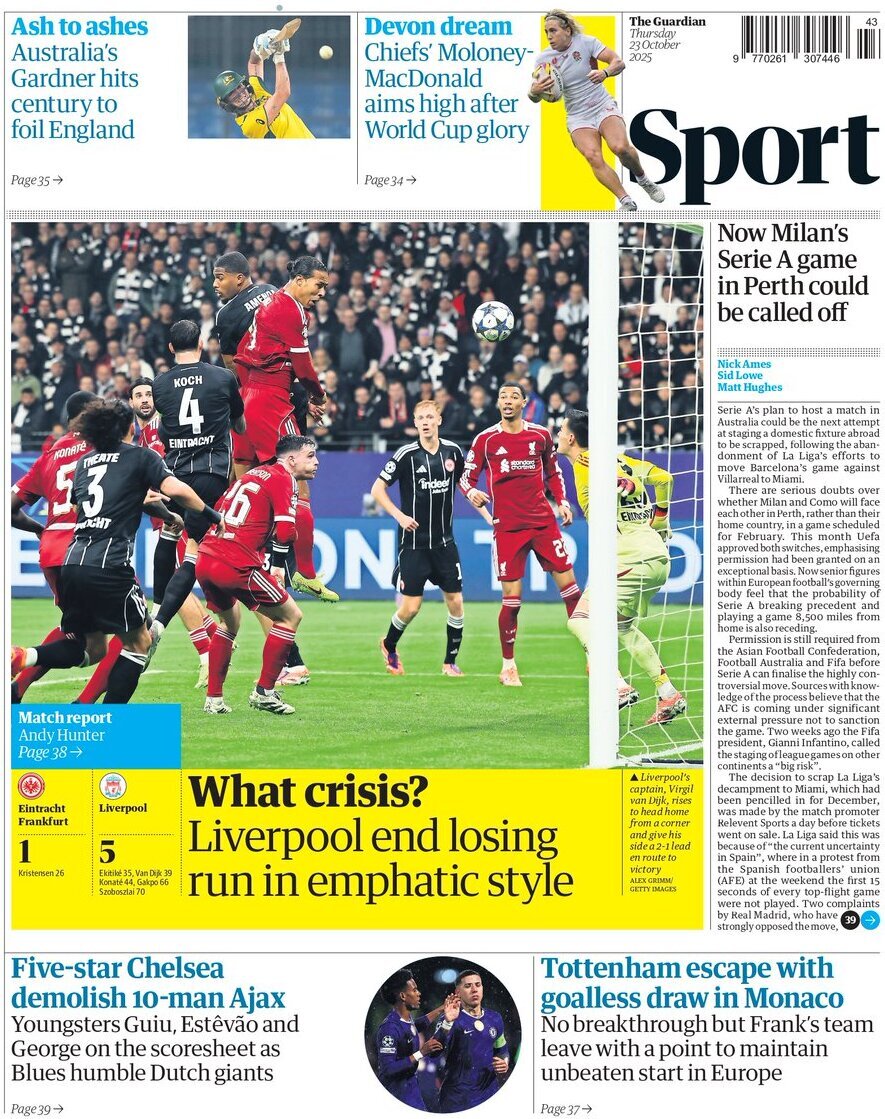 Ash to ashes
Australia's
Gardner hits
century to
foil England
Page 35 →
Devon dream
Chiefs' Moloney-
MacDonald
aims high after
World Cup glory
Page 34 →
The Guardian
Thursday
23 October
2025
43
9 770261 307446
Sport
AMENDA
KOCH
4
EINTRACHT
KONATÉ
5
THEATE
3
26
indeed
standard
chartered
Match report
Andy Hunter
Page 38 →
Eintracht
Frankfurt
1
Kristensen 26
Liverpool
5
Ekitiké 35, Van Dijk 39
Konaté 44, Gakpo 66
Szoboszlai 70
What crisis?
Liverpool end losing
run in emphatic style
▲ Liverpool's
captain, Virgil
van Dijk, rises
to head home
from a corner
and give his
side a 2-1 lead
en route to
victory
ALEX GRIMM/
GETTY IMAGES
Now Milan's
Serie A game
in Perth could
be called off
Nick Ames
Sid Lowe
Matt Hughes
Serie A's plan to host a match in
Australia could be the next attempt
at staging a domestic fixture abroad
to be scrapped, following the aban-
donment of La Liga's efforts to
move Barcelona's game against
Villarreal to Miami.
There are serious doubts over
whether Milan and Como will face
each other in Perth, rather than their
home country, in a game scheduled
for February. This month Uefa
approved both switches, emphasising
permission had been granted on an
exceptional basis. Now senior figures
within European football's governing
body feel that the probability of
Serie A breaking precedent and
playing a game 8,500 miles from
home is also receding.
Permission is still required from
the Asian Football Confederation,
Football Australia and Fifa before
Serie A can finalise the highly con-
troversial move. Sources with know-
ledge of the process believe that the
AFC is coming under significant
external pressure not to sanction
the game. Two weeks ago the Fifa
president, Gianni Infantino, called
the staging of league games on other
continents a "big risk".
The decision to scrap La Liga's
decampment to Miami, which had
been pencilled in for December,
was made by the match promoter
Relevent Sports a day before tickets
went on sale. La Liga said this was
because of "the current uncertainty
in Spain", where in a protest from
the Spanish footballers' union
(AFE) at the weekend the first 15
seconds of every top-flight game
were not played. Two complaints
by Real Madrid, who have
strongly opposed the move,
39 →
Five-star Chelsea
demolish 10-man Ajax
Youngsters Guiu, Estêvão and
George on the scoresheet as
Blues humble Dutch giants
Page 39 →
Tottenham escape with
goalless draw in Monaco
No breakthrough but Frank's team
leave with a point to maintain
unbeaten start in Europe
Page 37 →